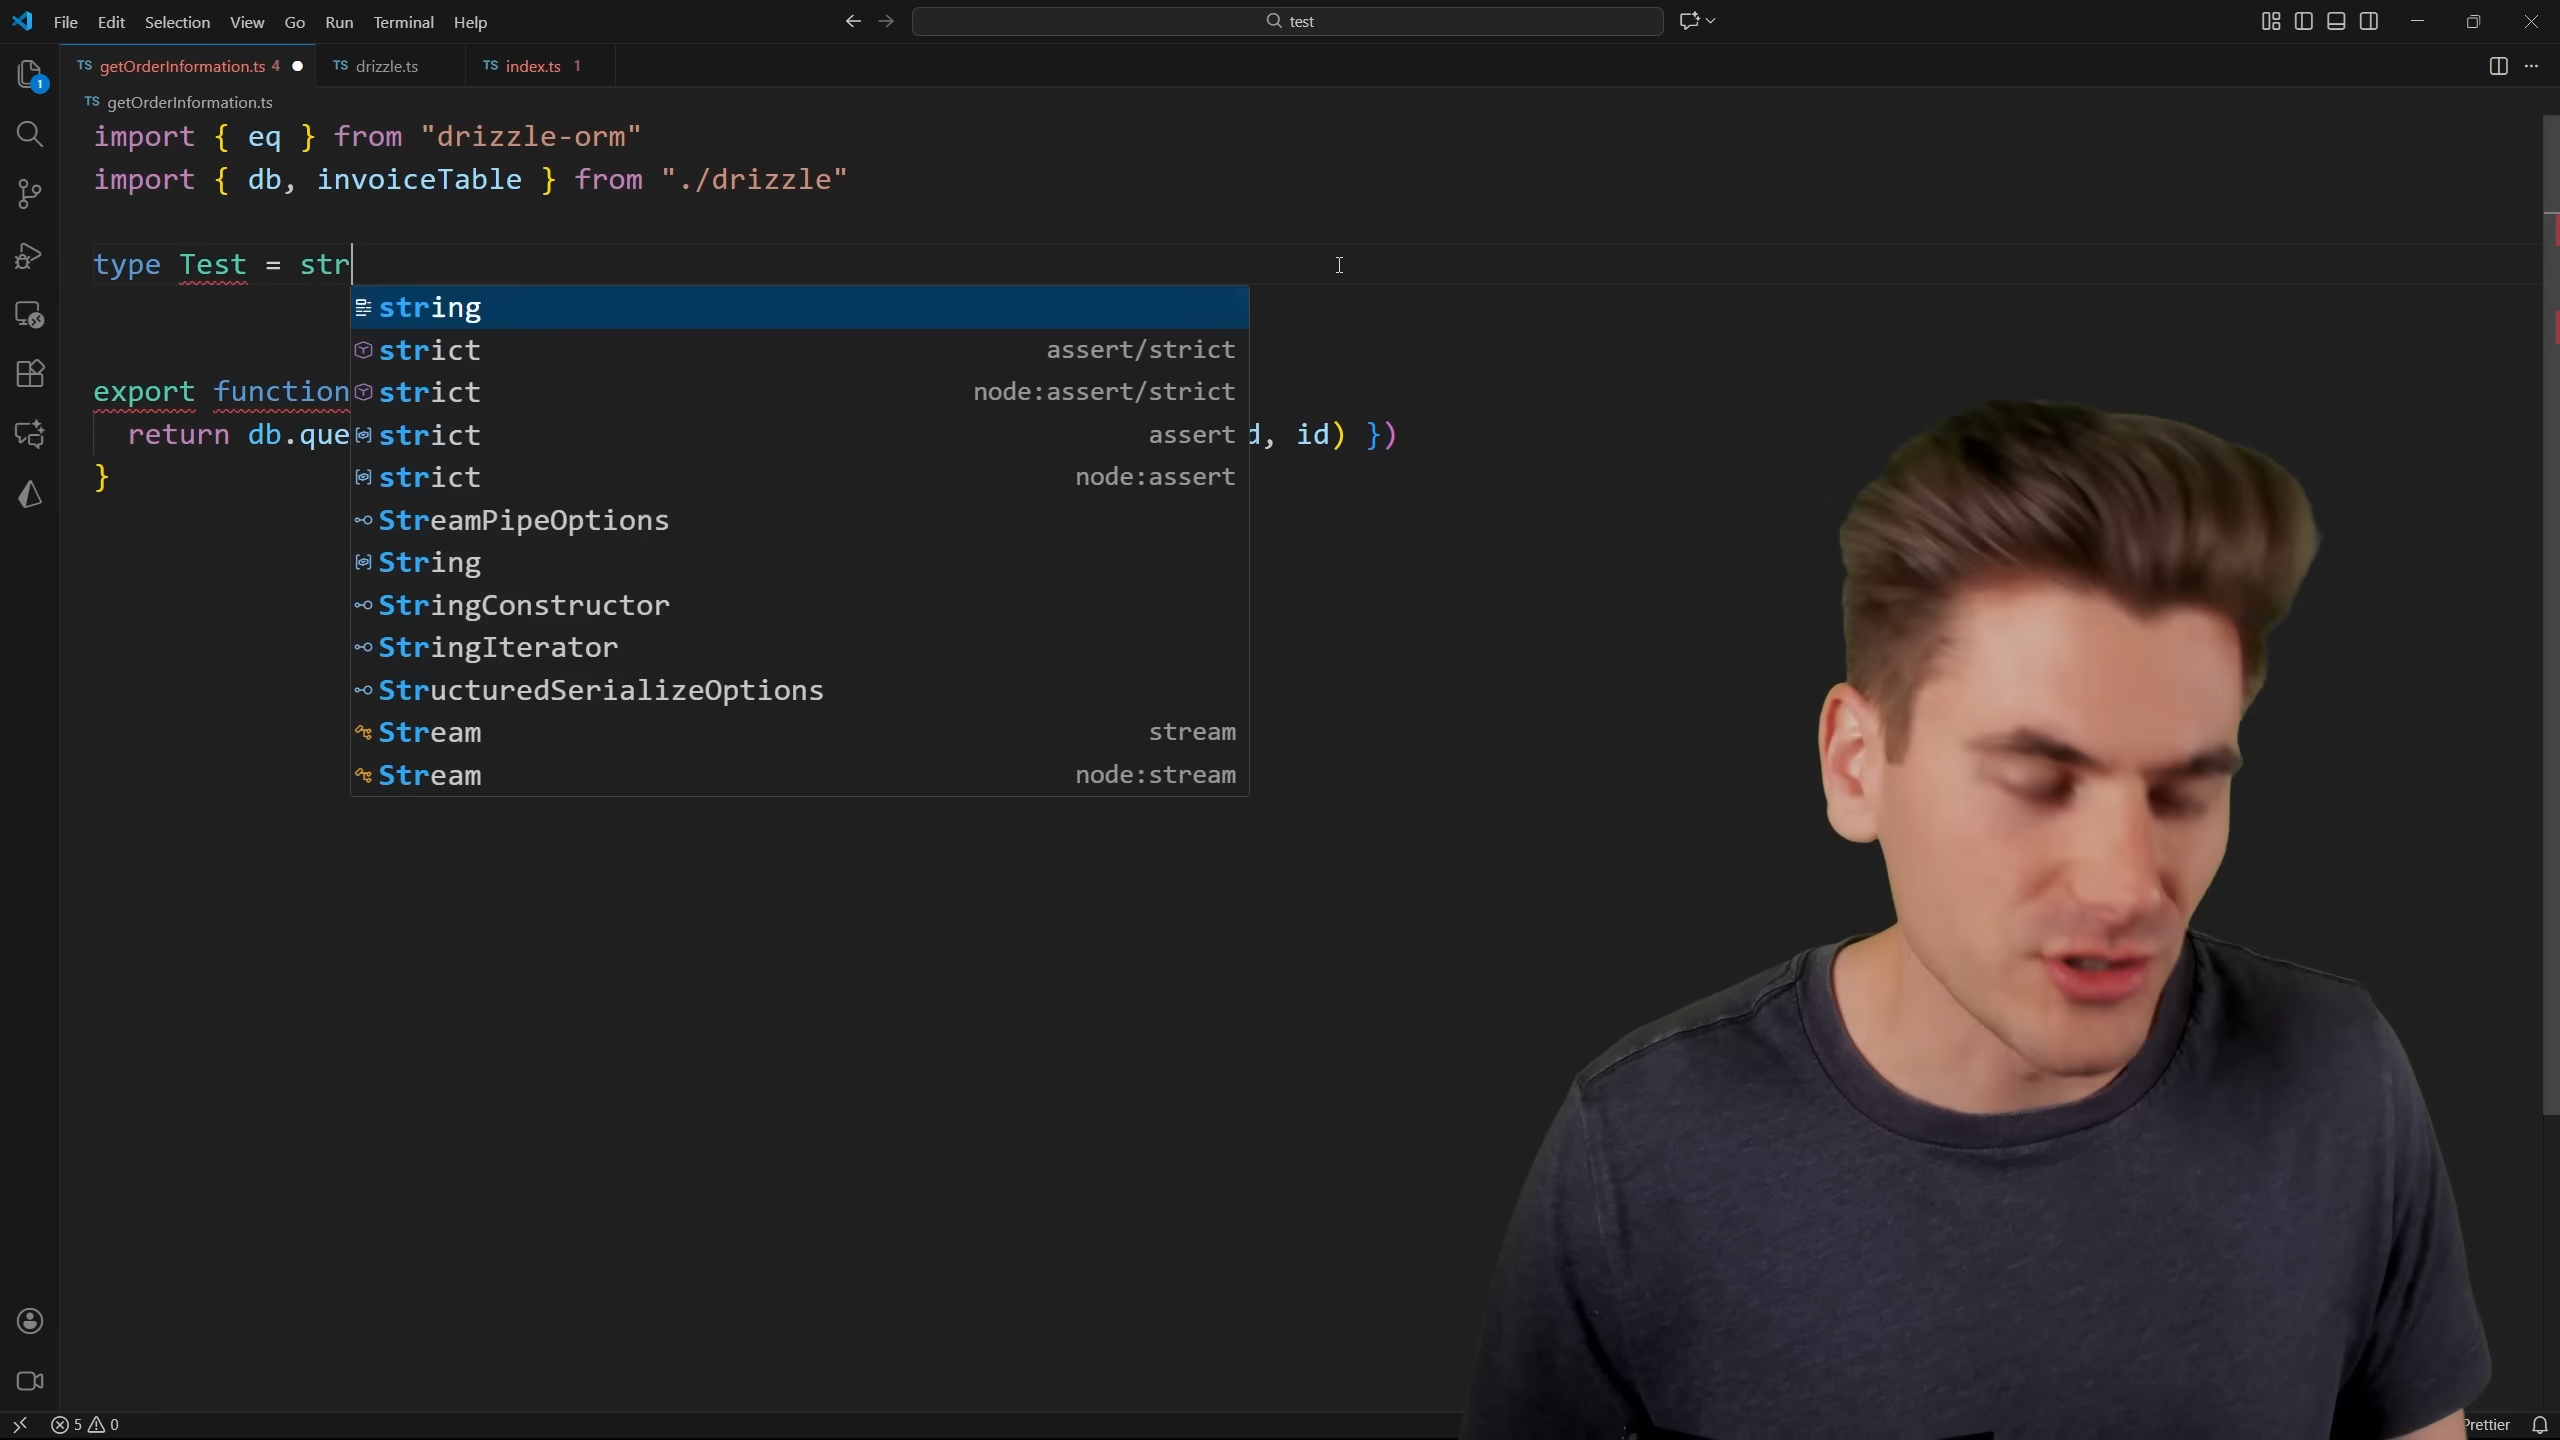 File Edit Selection View Go Run Terminal Help
test
TS getOrderInformation.ts 4
TS drizzle.ts
TS index.ts 1
1
TS getOrderInformation.ts
import { eq } from "drizzle-orm"
import { db, invoiceTable } from "./drizzle"
type Test = str
string
strict assert/strict
export function
strict node:assert/strict
return db.que
strict assert
d, id) })
}
strict node:assert
StreamPipeOptions
String
StringConstructor
StringIterator
StructuredSerializeOptions
Stream stream
Stream node:stream
5 0
Prettier